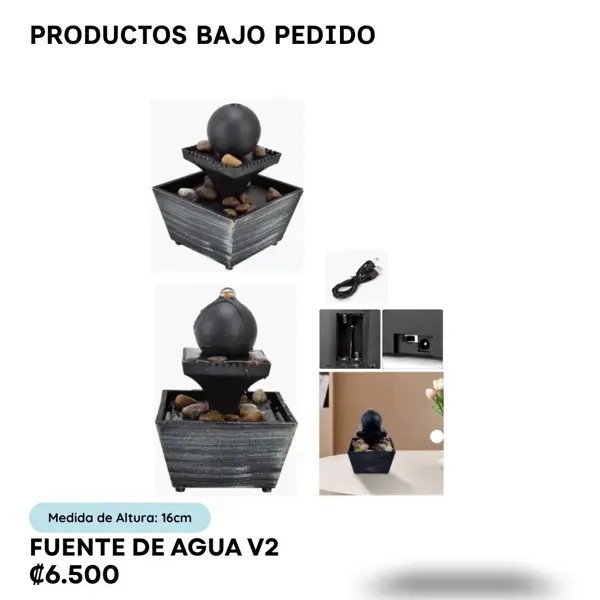 PRODUCTOS BAJO PEDIDO
Medida de Altura: 16cm
FUENTE DE AGUA V2
₡6.500